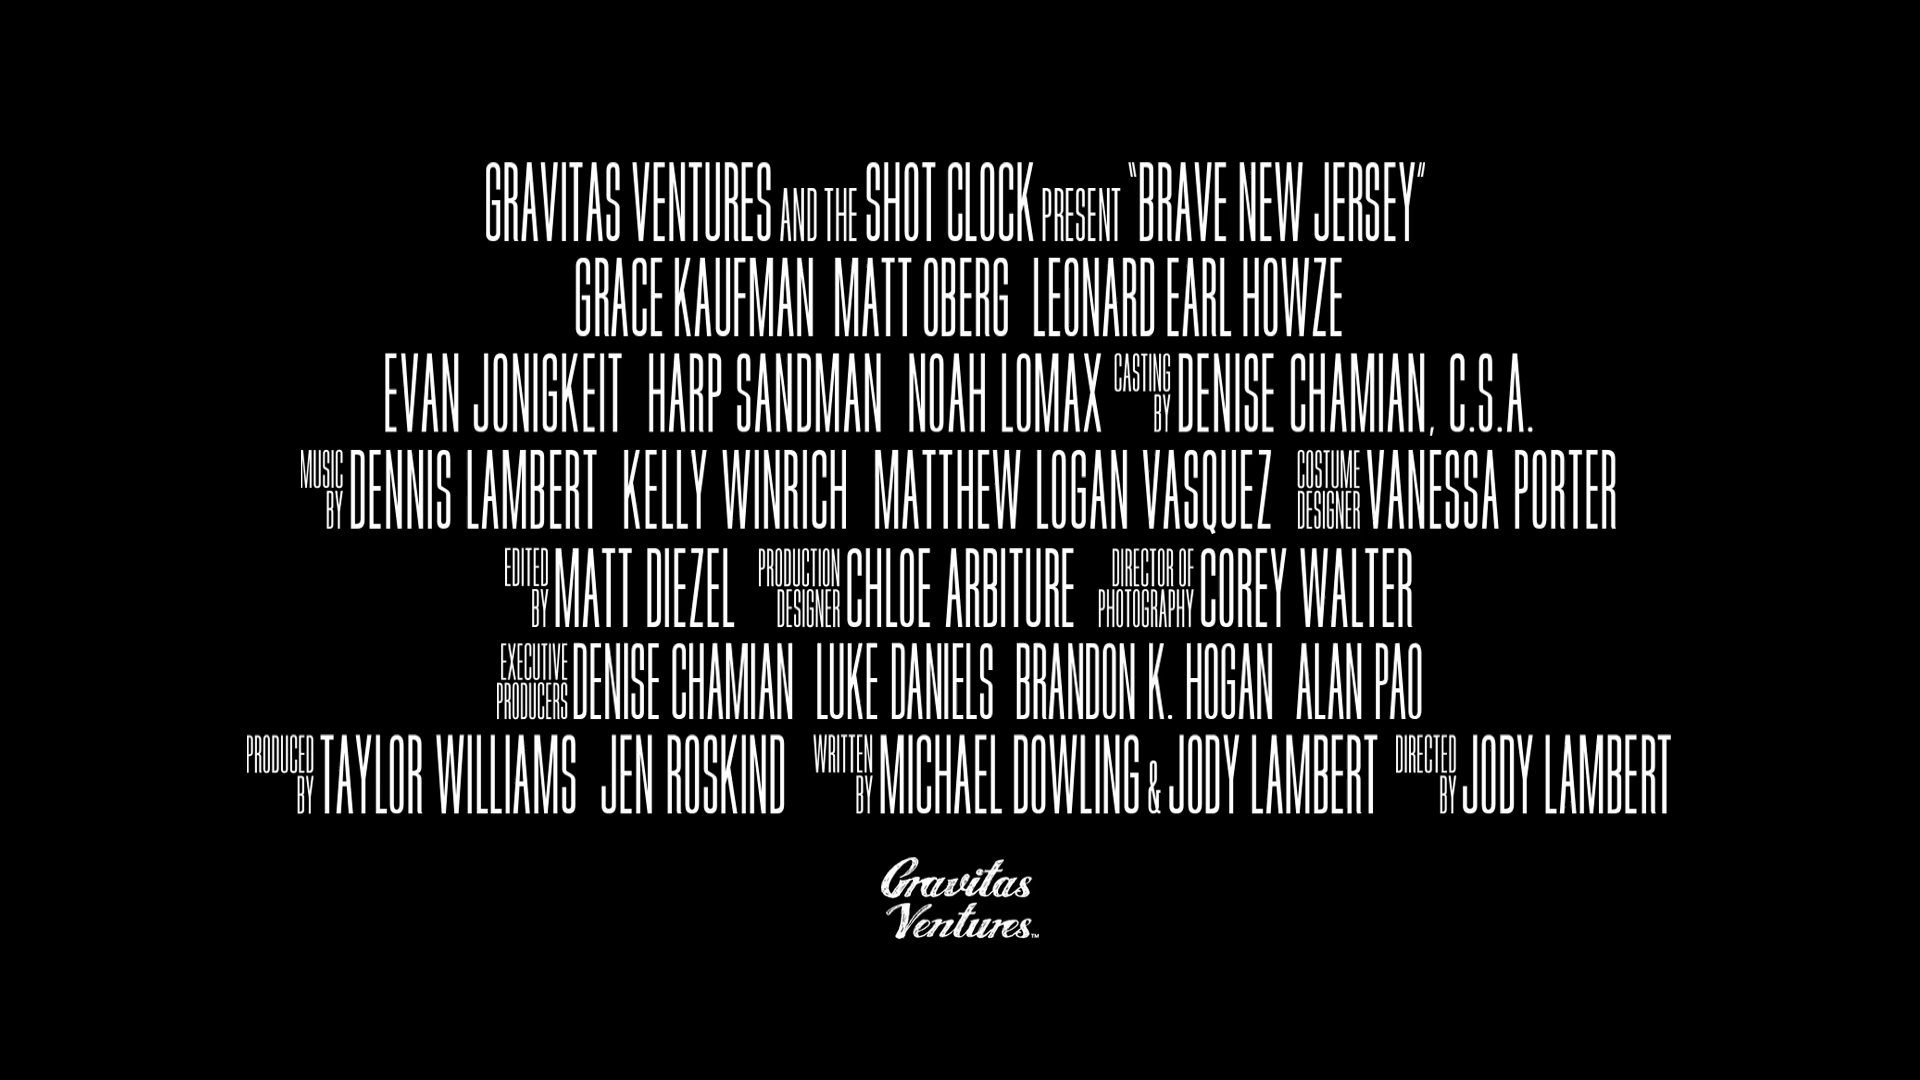 GRAVITAS VENTURES AND THE SHOT CLOCK PRESENT "BRAVE NEW JERSEY"
GRACE KAUFMAN MATT OBERG LEONARD EARL HOWZE
EVAN JONIGKEIT HARP SANDMAN NOAH LOMAX CASTING BY DENISE CHAMIAN, C.S.A.
MUSIC BY DENNIS LAMBERT KELLY WINRICH MATTHEW LOGAN VASQUEZ COSTUME DESIGNER VANESSA PORTER
EDITED BY MATT DIEZEL PRODUCTION DESIGNER CHLOE ARBITURE DIRECTOR OF PHOTOGRAPHY COREY WALTER
EXECUTIVE PRODUCERS DENISE CHAMIAN LUKE DANIELS BRANDON K. HOGAN ALAN PAO
PRODUCED BY TAYLOR WILLIAMS JEN ROSKIND WRITTEN BY MICHAEL DOWLING & JODY LAMBERT DIRECTED BY JODY LAMBERT
Gravitas
Ventures™